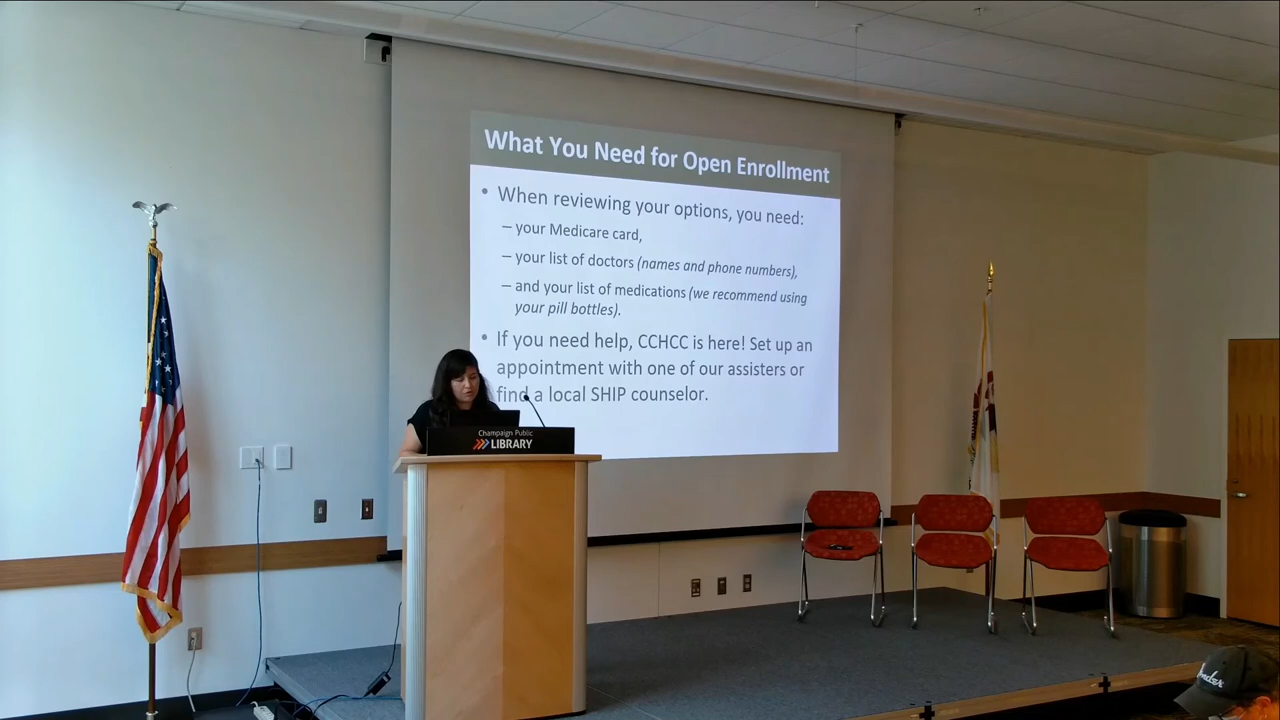 What You Need for Open Enrollment
• When reviewing your options, you need:
– your Medicare card,
– your list of doctors (names and phone numbers),
– and your list of medications (we recommend using
your pill bottles).
• If you need help, CCHCC is here! Set up an
appointment with one of our assisters or
find a local SHIP counselor.
Champaign Public
LIBRARY